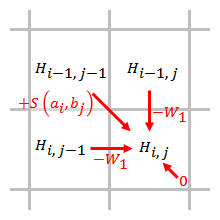 H_{i-1,j-1} H_{i-1,j}
+S(a_i,b_j) -W_1
H_{i,j-1} -W_1 H_{i,j}
0